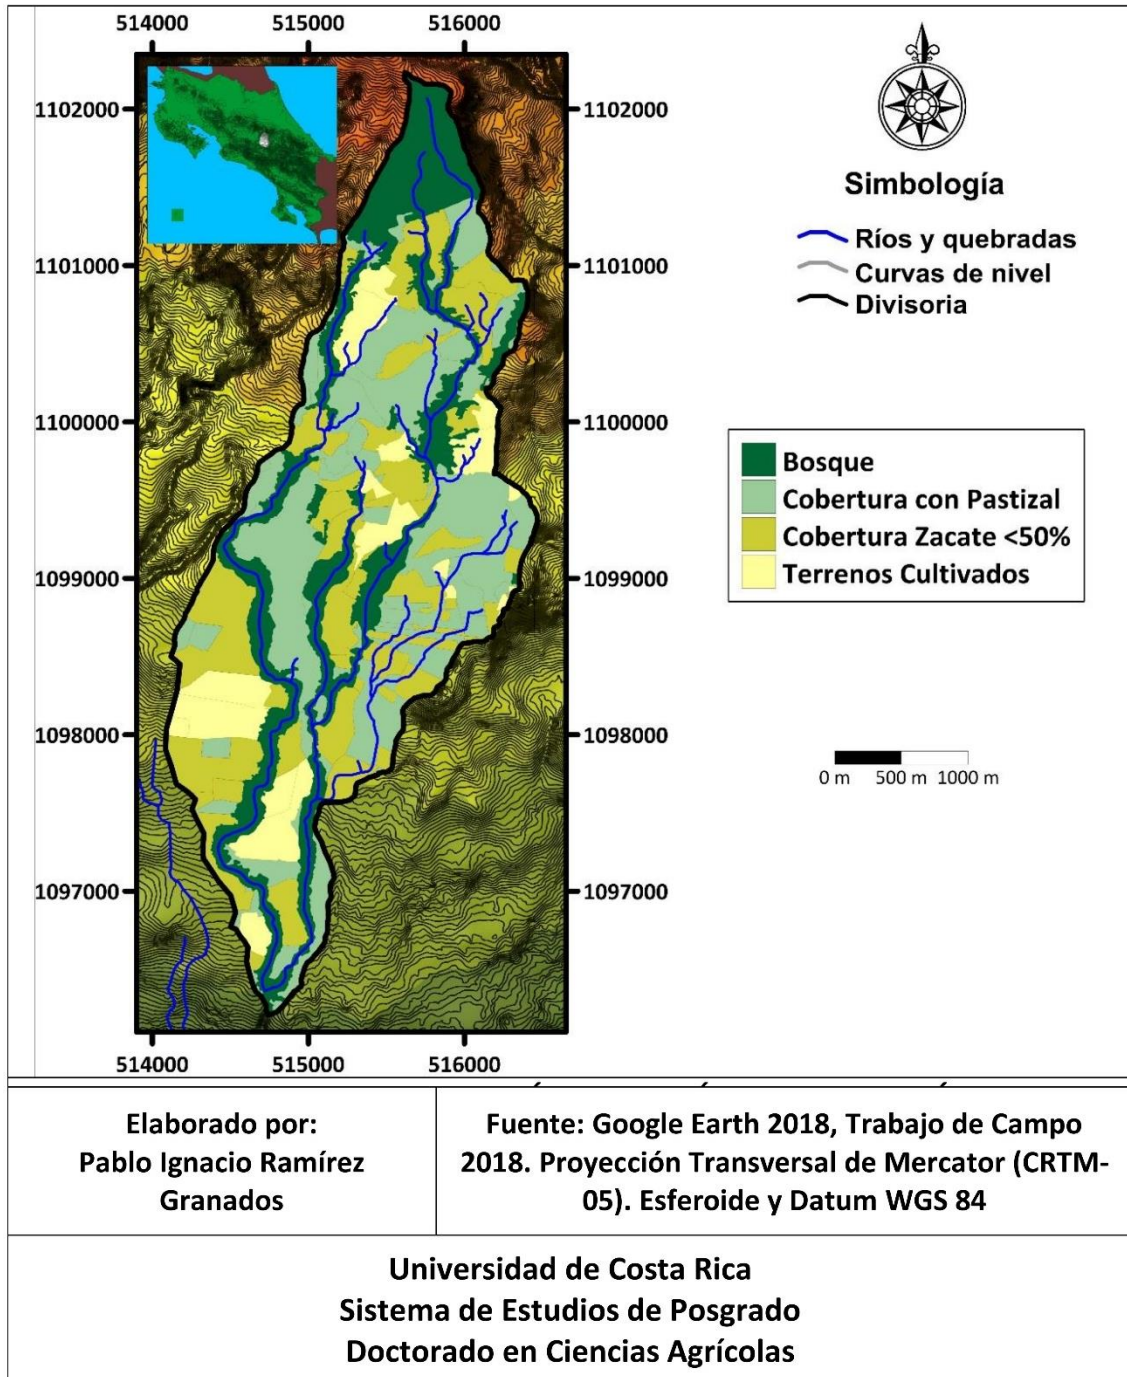 514000 515000 516000
1102000 1102000
1101000 1101000
1100000 1100000
1099000 1099000
1098000 1098000
1097000 1097000
514000 515000 516000
Simbología
Ríos y quebradas
Curvas de nivel
Divisoria
Bosque
Cobertura con Pastizal
Cobertura Zacate <50%
Terrenos Cultivados
0 m 500 m 1000 m
Elaborado por:
Pablo Ignacio Ramírez
Granados
Fuente: Google Earth 2018, Trabajo de Campo
2018. Proyección Transversal de Mercator (CRTM-
05). Esferoide y Datum WGS 84
Universidad de Costa Rica
Sistema de Estudios de Posgrado
Doctorado en Ciencias Agrícolas